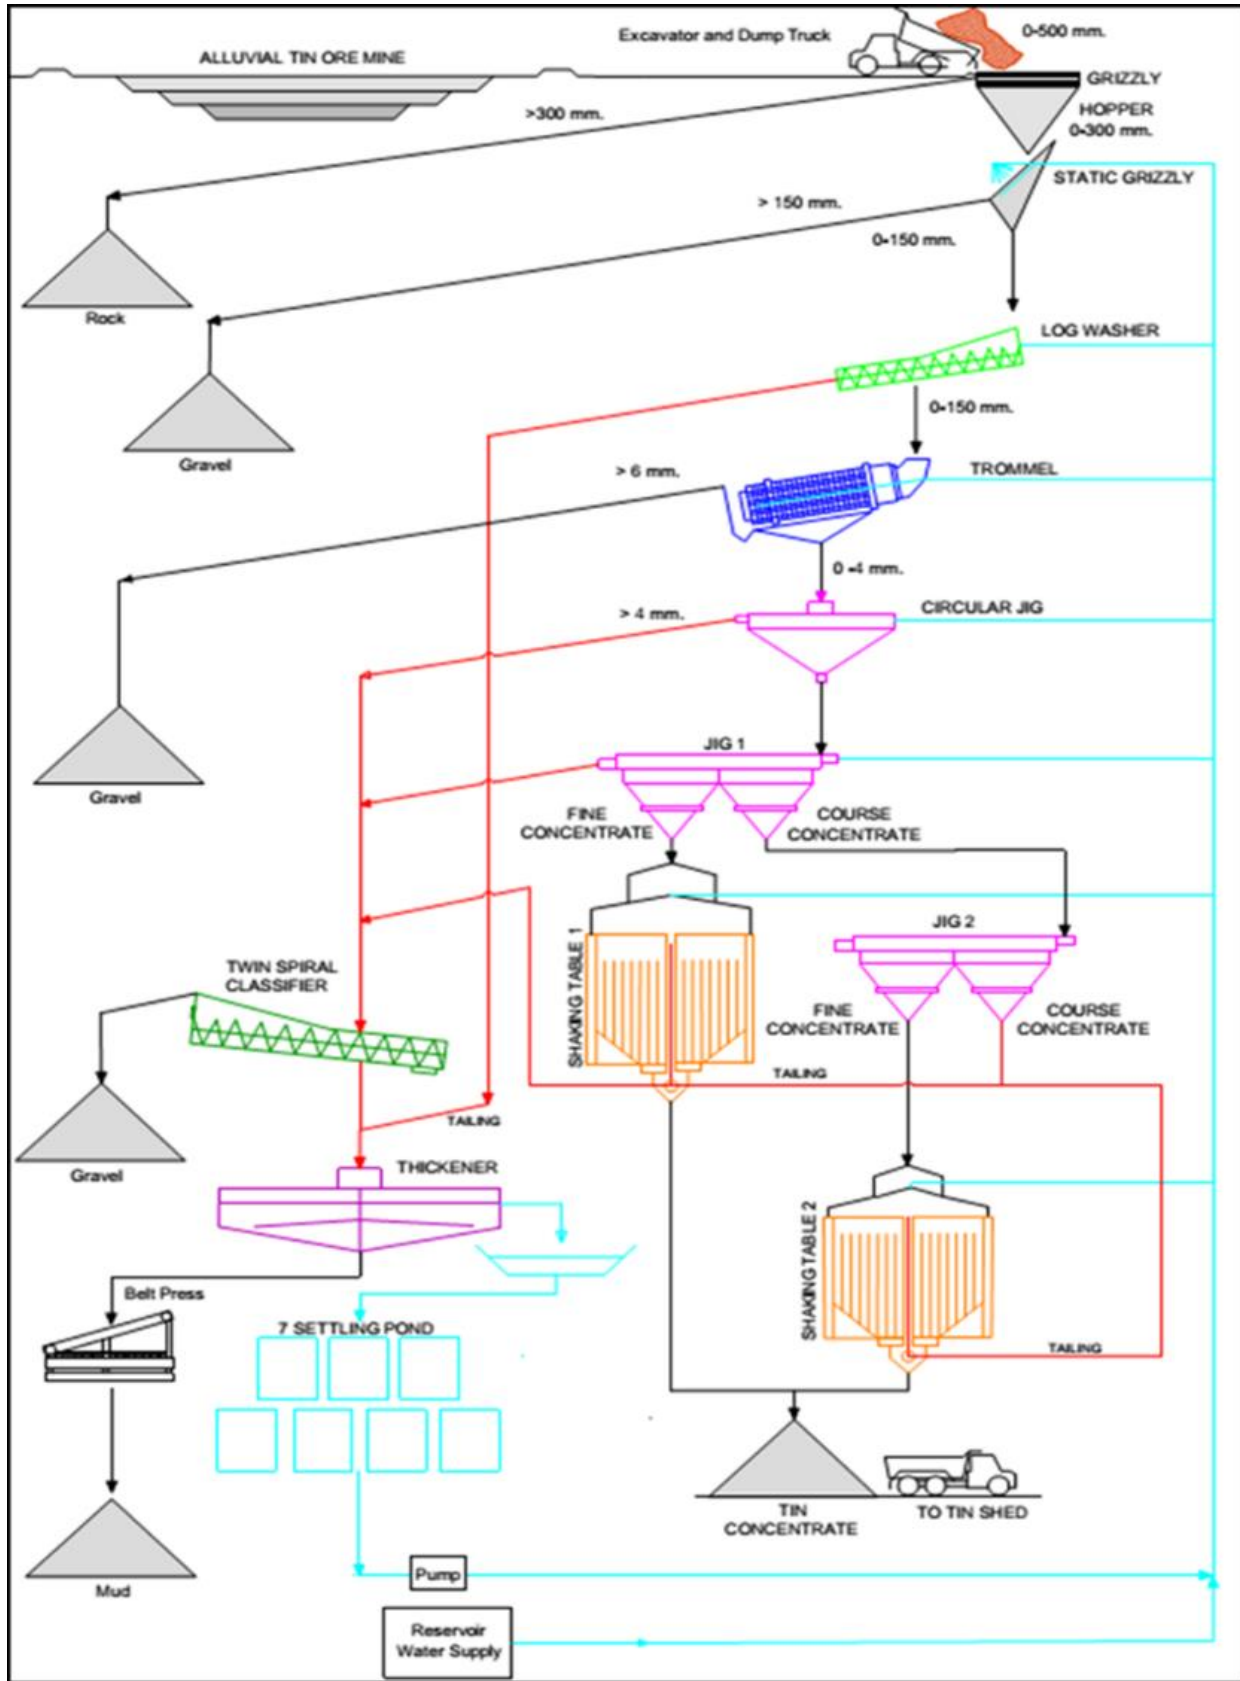 Excavator and Dump Truck
0-500 mm.
ALLUVIAL TIN ORE MINE
GRIZZLY
HOPPER
0-300 mm.
>300 mm.
STATIC GRIZZLY
> 150 mm.
0-150 mm.
Rock
LOG WASHER
0-150 mm.
Gravel
> 6 mm.
TROMMEL
0 -4 mm.
> 4 mm.
CIRCULAR JIG
JIG 1
Gravel
FINE
CONCENTRATE
COURSE
CONCENTRATE
SHAKING TABLE 1
JIG 2
TWIN SPIRAL
CLASSIFIER
FINE
CONCENTRATE
COURSE
CONCENTRATE
TAILING
TAILING
Gravel
THICKENER
SHAKING TABLE 2
Belt Press
7 SETTLING POND
TAILING
TIN
CONCENTRATE
TO TIN SHED
Mud
Pump
Reservoir
Water Supply